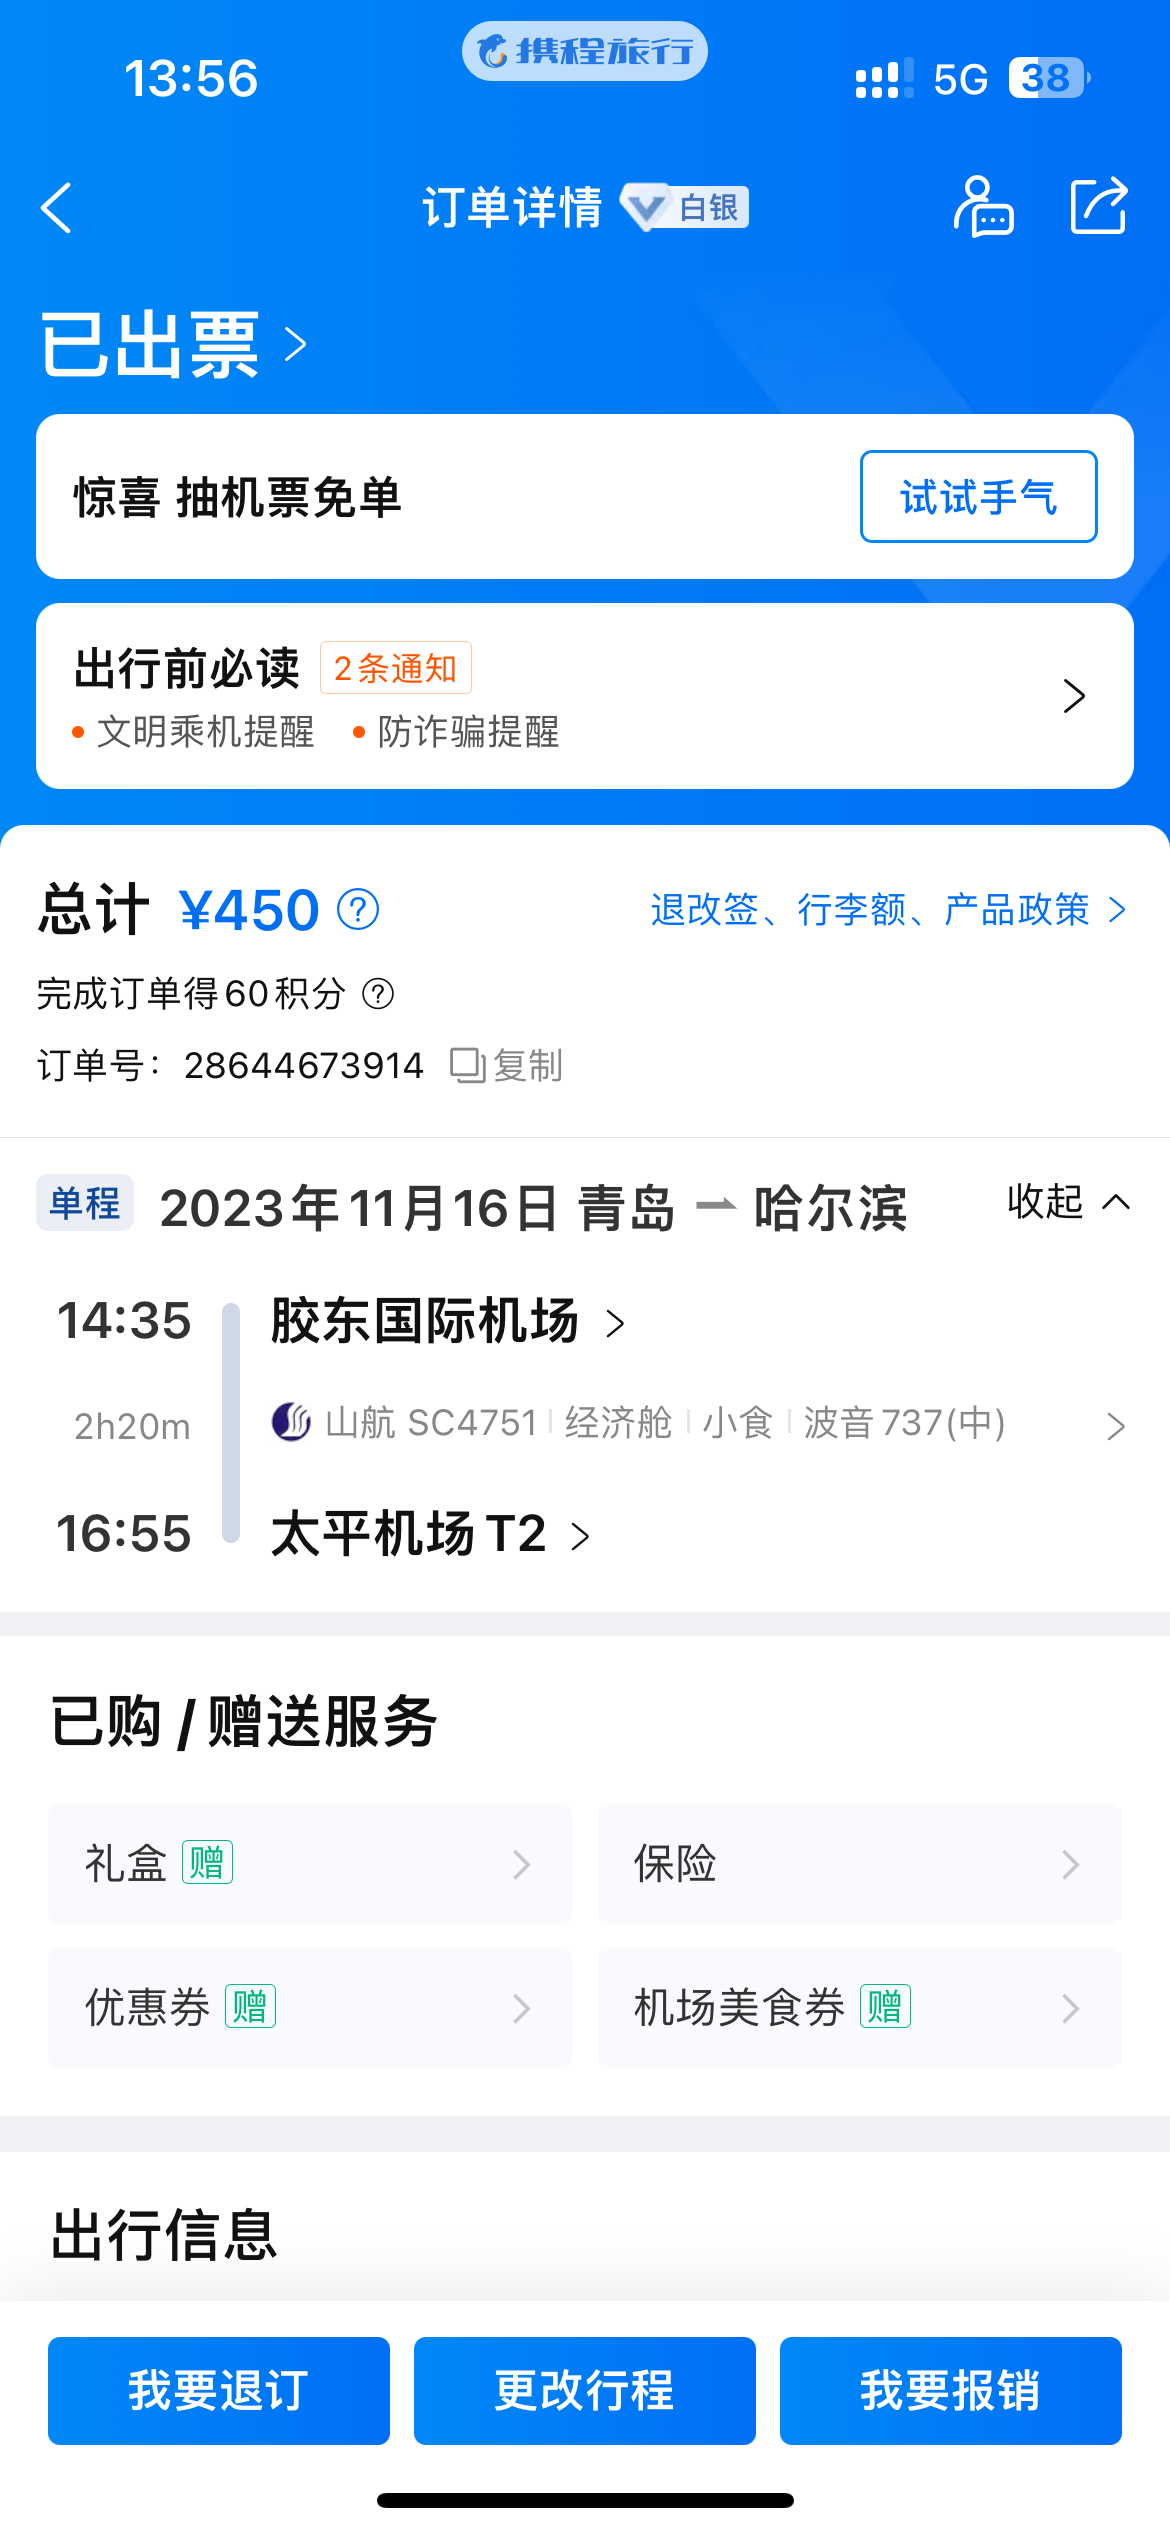 携程旅行
13:56
5G 38
订单详情 白银
已出票
惊喜 抽机票免单 试试手气
出行前必读 2条通知
文明乘机提醒 防诈骗提醒
总计 ¥450 ? 退改签、行李额、产品政策
完成订单得60积分 ?
订单号：28644673914 复制
单程 2023年11月16日 青岛 哈尔滨 收起
14:35 胶东国际机场
2h20m 山航 SC4751 经济舱 小食 波音737(中)
16:55 太平机场T2
已购/赠送服务
礼盒 赠 保险
优惠券 赠 机场美食券 赠
出行信息
我要退订 更改行程 我要报销